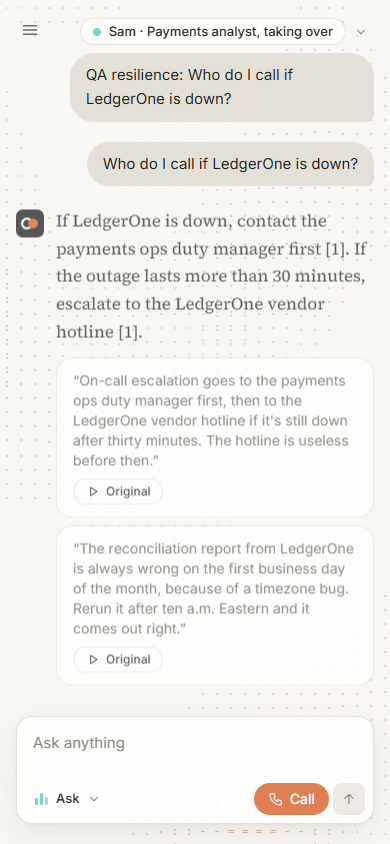 Sam · Payments analyst, taking over
QA resilience: Who do I call if
LedgerOne is down?
Who do I call if LedgerOne is down?
If LedgerOne is down, contact the
payments ops duty manager first [1]. If
the outage lasts more than 30 minutes,
escalate to the LedgerOne vendor
hotline [1].
“On-call escalation goes to the payments
ops duty manager first, then to the
LedgerOne vendor hotline if it's still down
after thirty minutes. The hotline is useless
before then.”
Original
“The reconciliation report from LedgerOne
is always wrong on the first business day
of the month, because of a timezone bug.
Rerun it after ten a.m. Eastern and it
comes out right.”
Original
Ask anything
Ask
Call